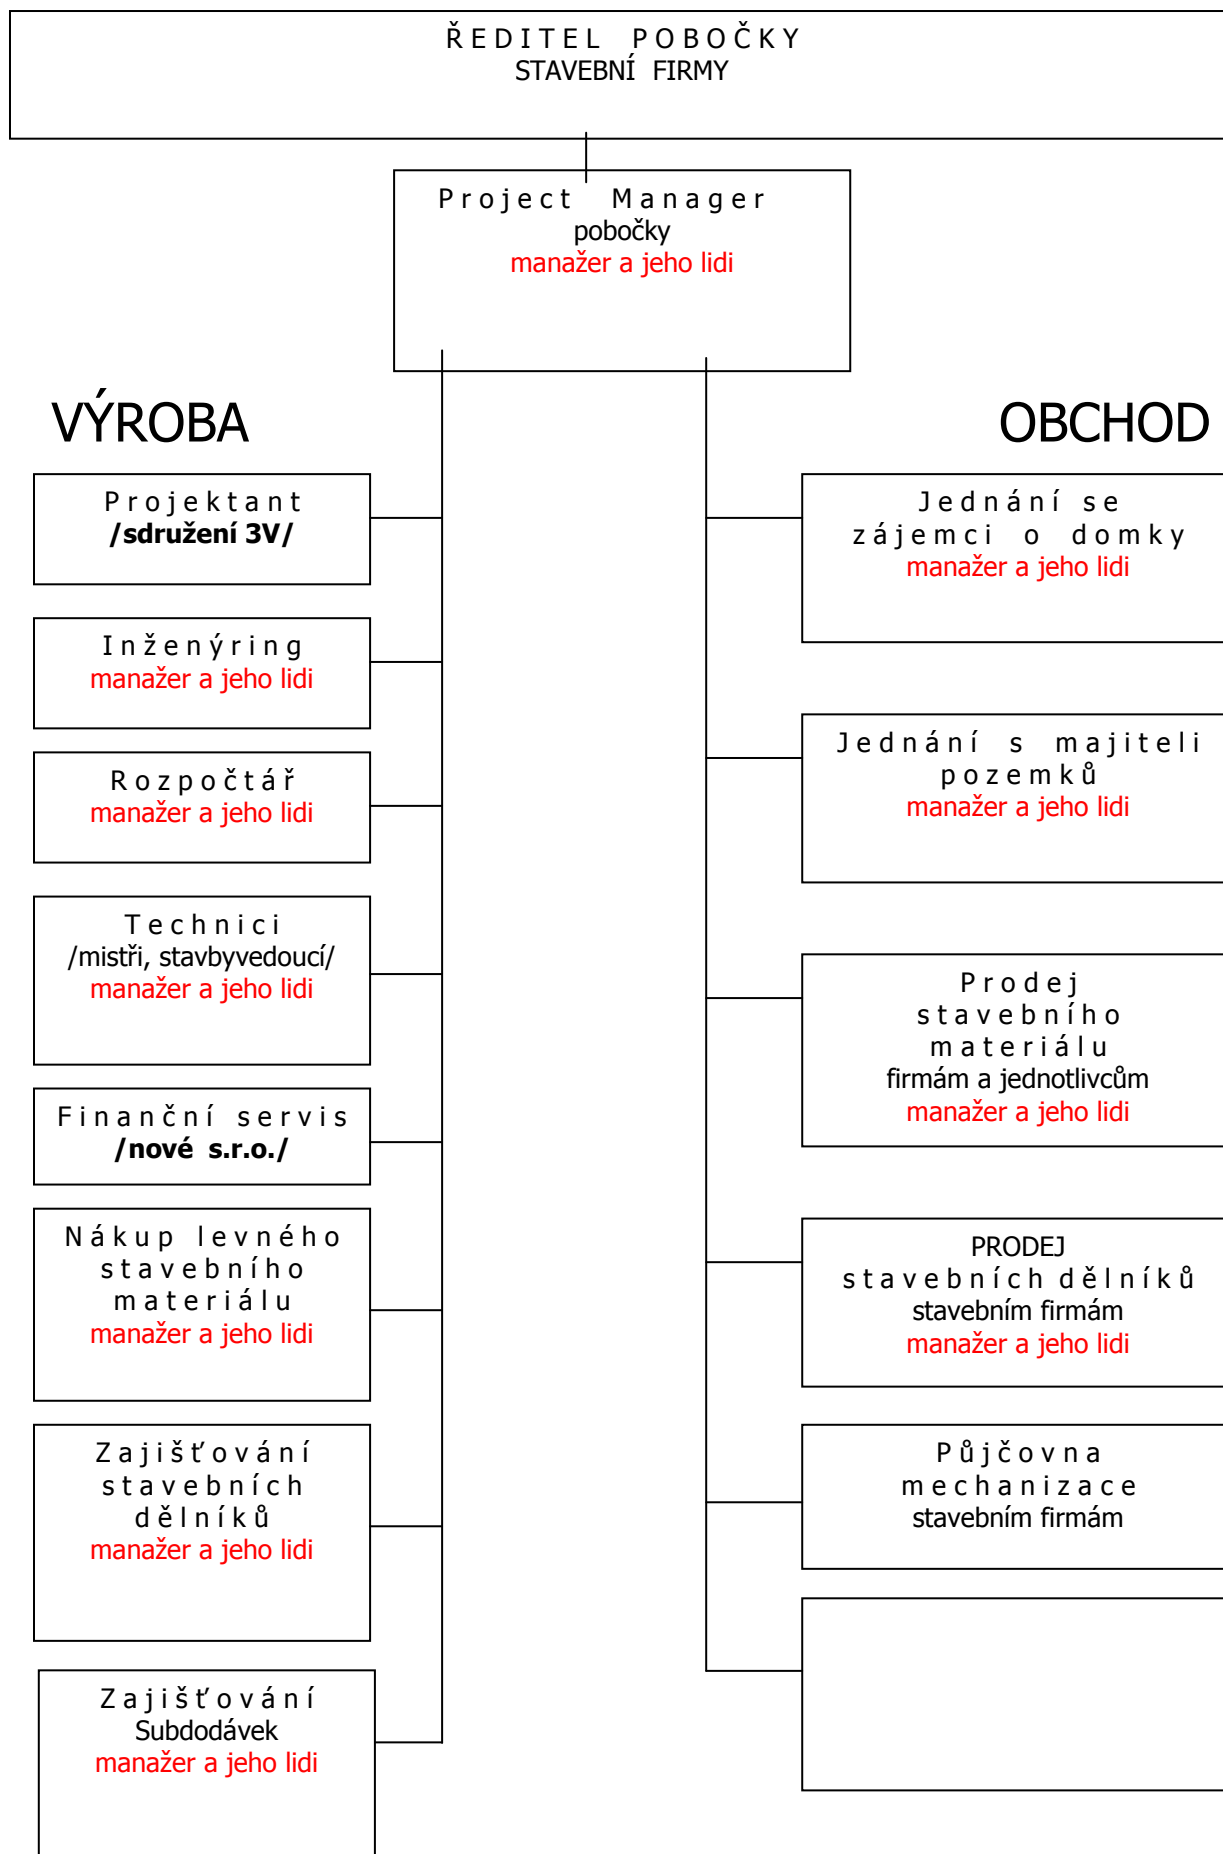 ŘEDITEL POBOČKY
STAVEBNÍ FIRMY
Project Manager
pobočky
manažer a jeho lidi
VÝROBA
Projektant
/sdružení 3V/
Inženýring
manažer a jeho lidi
Rozpočtář
manažer a jeho lidi
Technici
/mistři, stavbyvedoucí/
manažer a jeho lidi
Finanční servis
/nové s.r.o./
Nákup levného
stavebního
materiálu
manažer a jeho lidi
Zajišťování
stavebních
dělníků
manažer a jeho lidi
Zajišťování
Subdodávek
manažer a jeho lidi
OBCHOD
Jednání se
zájemci o domky
manažer a jeho lidi
Jednání s majiteli
pozemků
manažer a jeho lidi
Prodej
stavebního
materiálu
firmám a jednotlivcům
manažer a jeho lidi
PRODEJ
stavebních dělníků
stavebním firmám
manažer a jeho lidi
Půjčovna
mechanizace
stavebním firmám